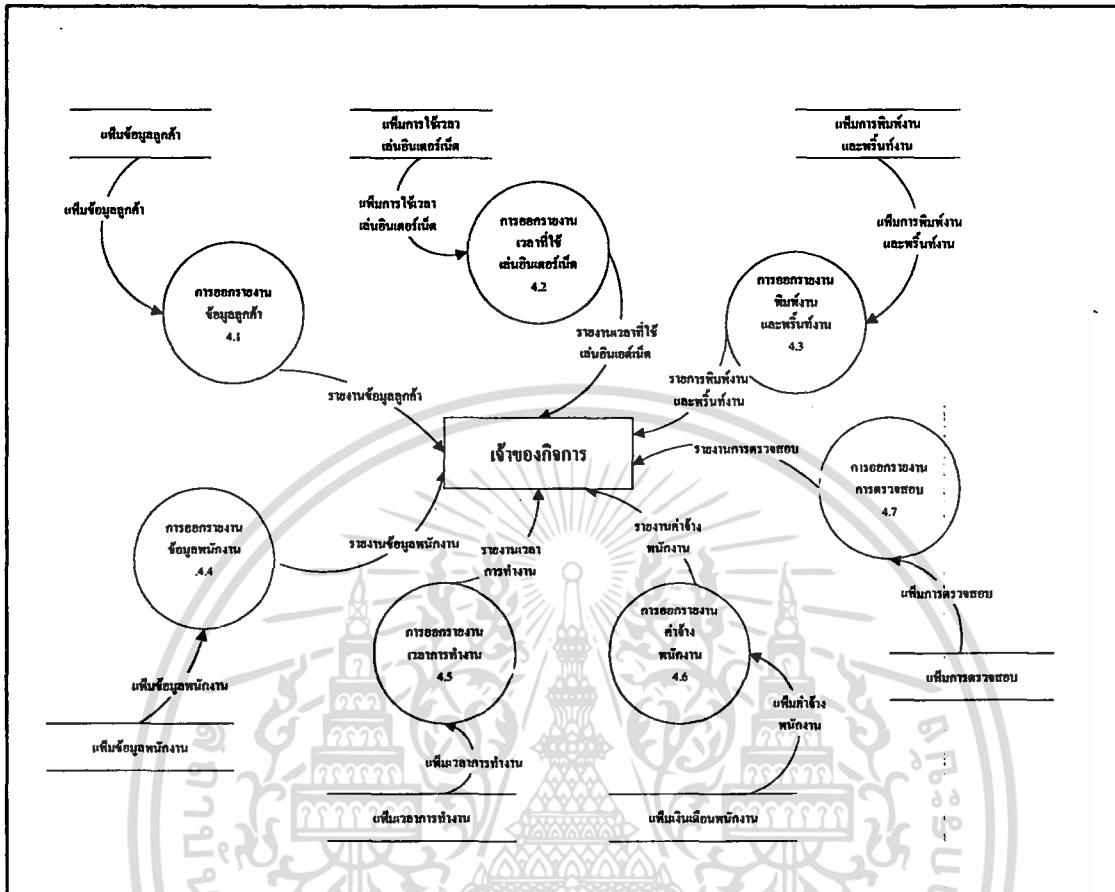 แฟ้มข้อมูลลูกค้า
แฟ้มการใช้เวลา
เล่นอินเตอร์เน็ต
แฟ้มการพิมพ์งาน
และพริ้นท์งาน
แฟ้มข้อมูลลูกค้า
แฟ้มการใช้เวลา
เล่นอินเตอร์เน็ต
แฟ้มการพิมพ์งาน
และพริ้นท์งาน
การออกรายงาน
ข้อมูลลูกค้า
4.1
การออกรายงาน
เวลาที่ใช้
เล่นอินเตอร์เน็ต
4.2
การออกรายงาน
พิมพ์งาน
และพริ้นท์งาน
4.3
รายงานข้อมูลลูกค้า
รายงานเวลาที่ใช้
เล่นอินเตอร์เน็ต
รายการพิมพ์งาน
และพริ้นท์งาน
เจ้าของกิจการ
รายงานการตรวจสอบ
การออกรายงาน
การตรวจสอบ
4.7
การออกรายงาน
ข้อมูลพนักงาน
4.4
รายงานข้อมูลพนักงาน
รายงานเวลา
การทำงาน
รายงานค่าจ้าง
พนักงาน
แฟ้มการตรวจสอบ
การออกรายงาน
เวลาการทำงาน
4.5
การออกรายงาน
ค่าจ้าง
พนักงาน
4.6
แฟ้มการตรวจสอบ
แฟ้มข้อมูลพนักงาน
แฟ้มข้อมูลพนักงาน
แฟ้มเวลาการทำงาน
แฟ้มค่าจ้าง
พนักงาน
แฟ้มเวลาการทำงาน
แฟ้มเงินเดือนพนักงาน